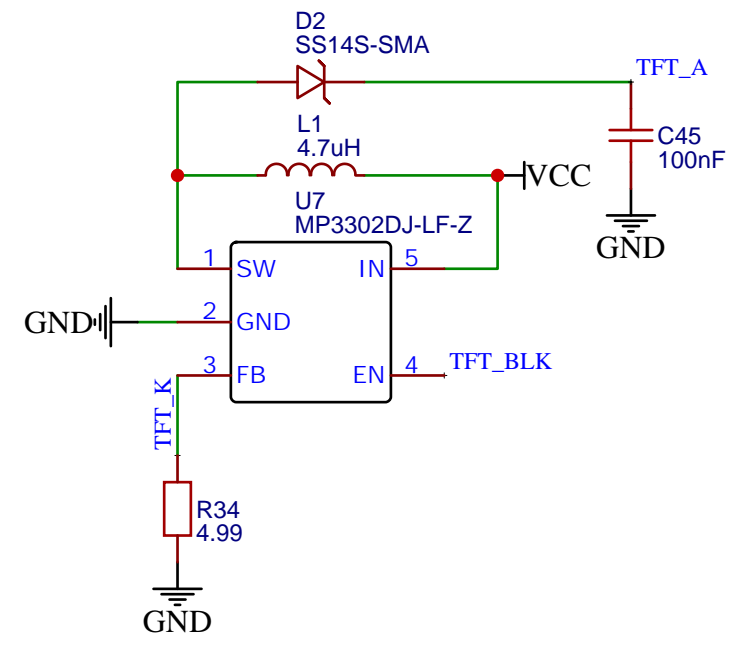 D2
SS14S-SMA
TFT_A
L1
4.7uH
C45
100nF
VCC
U7
MP3302DJ-LF-Z
GND
1
SW
IN
5
GND
2
GND
3
FB
EN
4
TFT_BLK
TFT_K
R34
4.99
GND